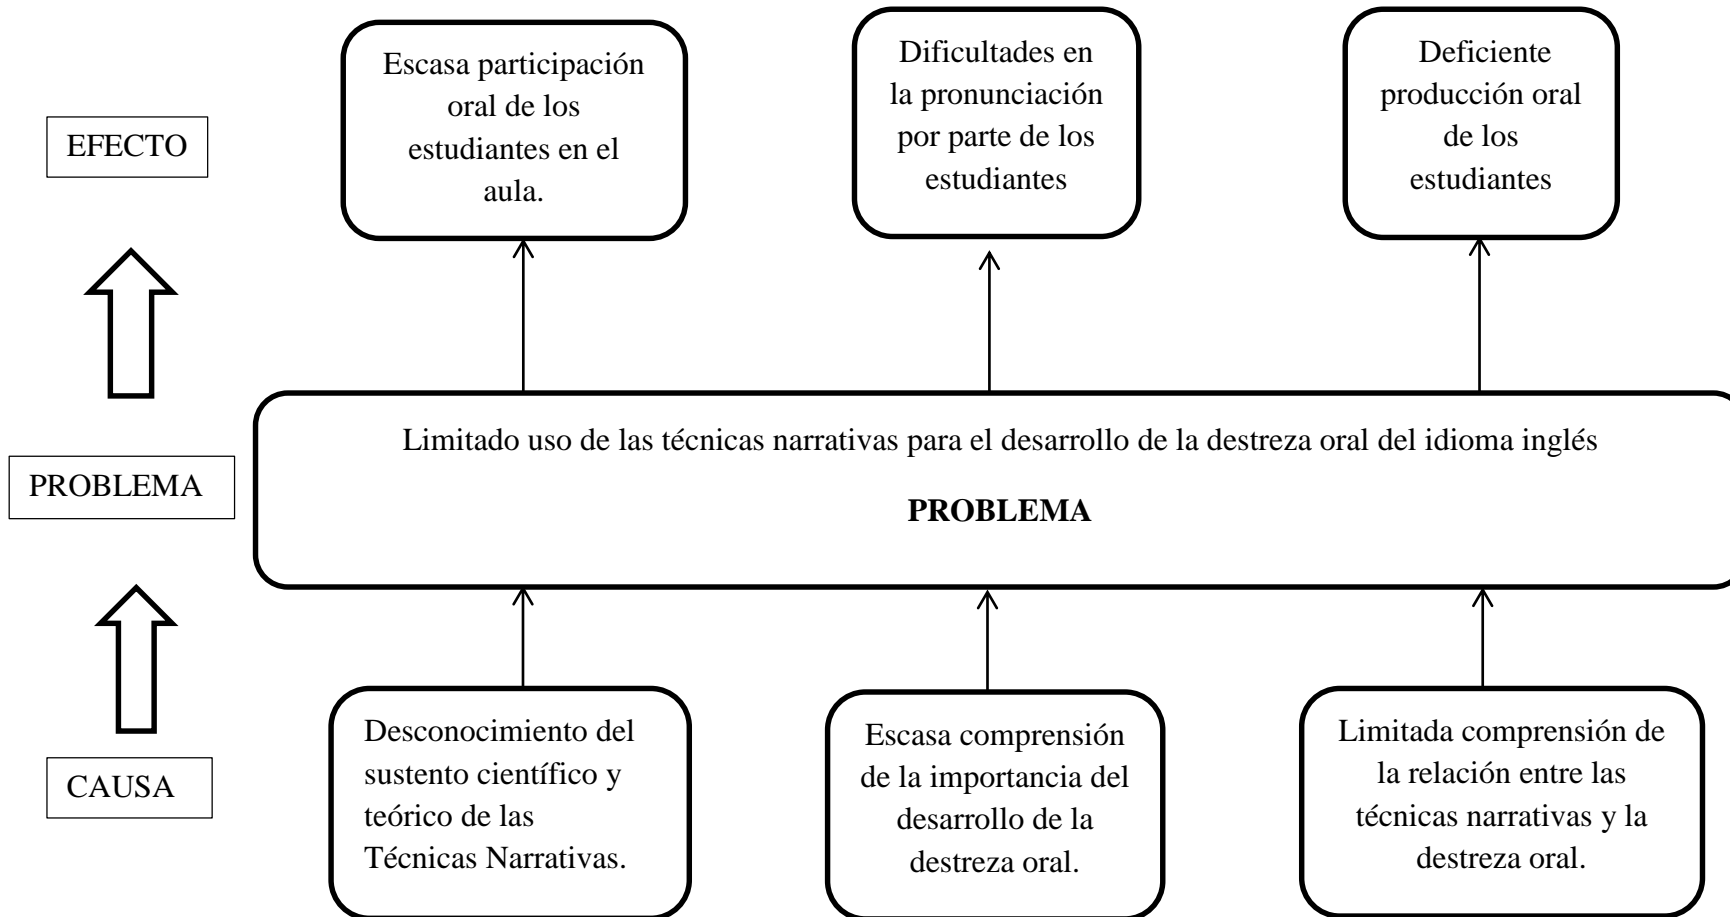 Escasa participación
oral de los
estudiantes en el
aula.
Dificultades en
la pronunciación
por parte de los
estudiantes
Deficiente
producción oral
de los
estudiantes
EFECTO
Limitado uso de las técnicas narrativas para el desarrollo de la destreza oral del idioma inglés
PROBLEMA
PROBLEMA
Desconocimiento del
sustento científico y
teórico de las
Técnicas Narrativas.
Escasa comprensión
de la importancia del
desarrollo de la
destreza oral.
Limitada comprensión de
la relación entre las
técnicas narrativas y la
destreza oral.
CAUSA